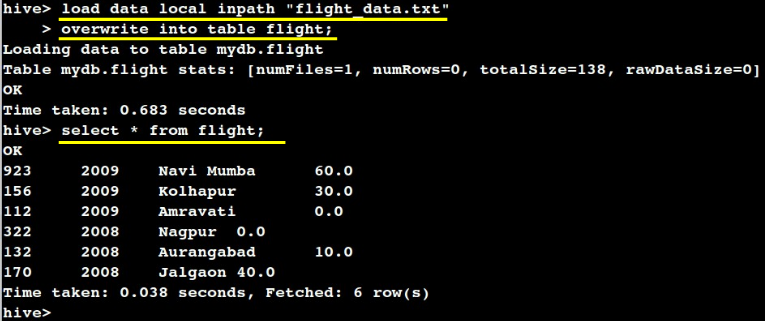 hive> load data local inpath "flight_data.txt"
    > overwrite into table flight;
Loading data to table mydb.flight
Table mydb.flight stats: [numFiles=1, numRows=0, totalSize=138, rawDataSize=0]
OK
Time taken: 0.683 seconds
hive> select * from flight;
OK
923     2009    Navi Mumba      60.0
156     2009    Kolhapur        30.0
112     2009    Amravati        0.0
322     2008    Nagpur  0.0
132     2008    Aurangabad      10.0
170     2008    Jalgaon 40.0
Time taken: 0.038 seconds, Fetched: 6 row(s)
hive>